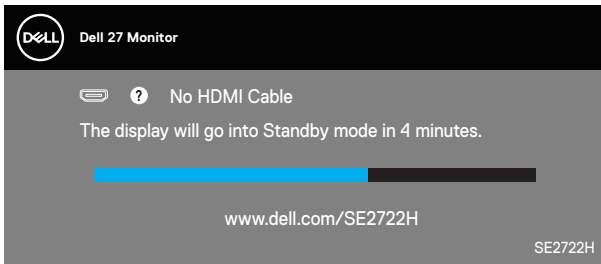 DELL
Dell 27 Monitor
? No HDMI Cable
The display will go into Standby mode in 4 minutes.
www.dell.com/SE2722H
SE2722H